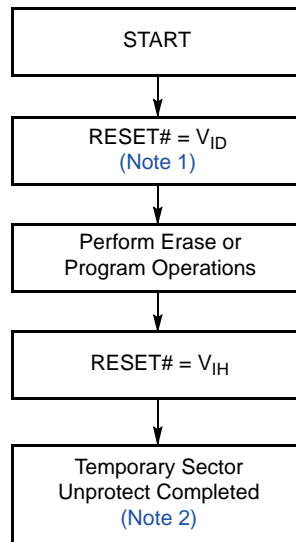 START
RESET# = VID
(Note 1)
Perform Erase or
Program Operations
RESET# = VIH
Temporary Sector
Unprotect Completed
(Note 2)